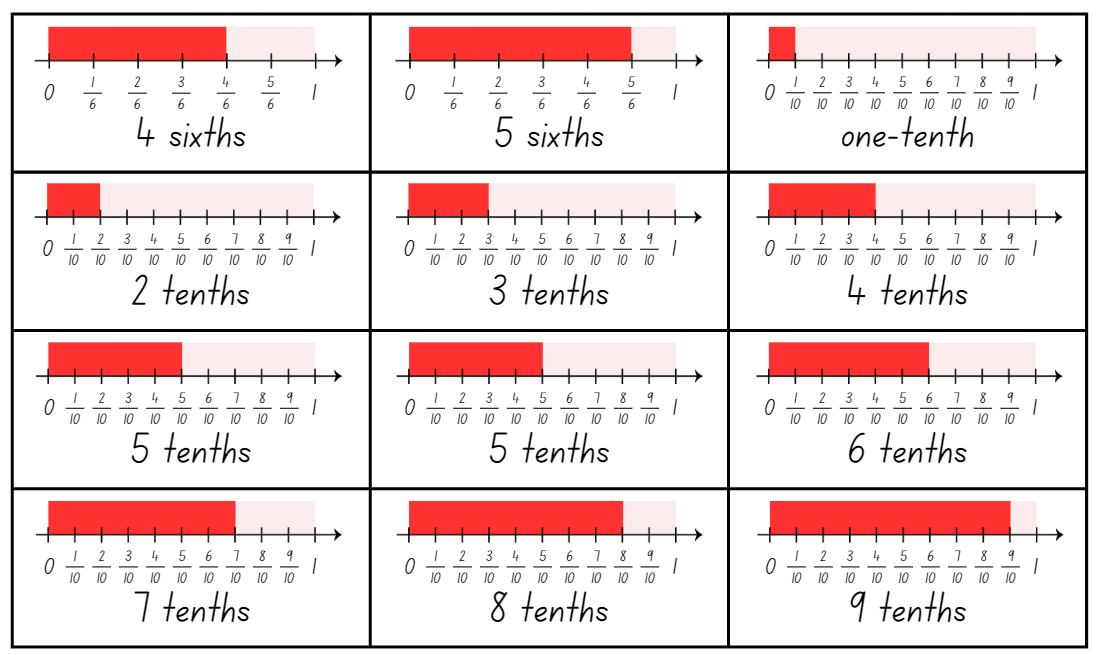 0 1/6 2/6 3/6 4/6 5/6 1
4 sixths
0 1/6 2/6 3/6 4/6 5/6 1
5 sixths
0 1/10 2/10 3/10 4/10 5/10 6/10 7/10 8/10 9/10 1
one-tenth
0 1/10 2/10 3/10 4/10 5/10 6/10 7/10 8/10 9/10 1
2 tenths
0 1/10 2/10 3/10 4/10 5/10 6/10 7/10 8/10 9/10 1
3 tenths
0 1/10 2/10 3/10 4/10 5/10 6/10 7/10 8/10 9/10 1
4 tenths
0 1/10 2/10 3/10 4/10 5/10 6/10 7/10 8/10 9/10 1
5 tenths
0 1/10 2/10 3/10 4/10 5/10 6/10 7/10 8/10 9/10 1
5 tenths
0 1/10 2/10 3/10 4/10 5/10 6/10 7/10 8/10 9/10 1
6 tenths
0 1/10 2/10 3/10 4/10 5/10 6/10 7/10 8/10 9/10 1
7 tenths
0 1/10 2/10 3/10 4/10 5/10 6/10 7/10 8/10 9/10 1
8 tenths
0 1/10 2/10 3/10 4/10 5/10 6/10 7/10 8/10 9/10 1
9 tenths